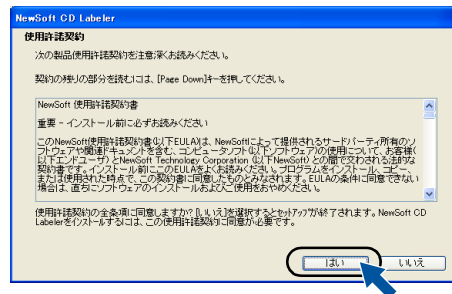 NewSoft CD Labeler
使用許諾契約
次の製品使用許諾契約を注意深くお読みください。
契約の残りの部分を読むには、[Page Down]キーを押してください。
NewSoft 使用許諾契約書
重要 - インストール前に必ずお読みください
このNewSoft使用許諾契約書(以下EULA)は、NewSoftによって提供されるサードパーティ所有のソ
フトウェアや関連ドキュメントを含む、コンピュータソフト(以下ソフトウェア)の使用について、お客様(
以下エンドユーザ)とNewSoft Technology Corporation (以下NewSoft) との間で交わされる法的な
契約書です。インストール前にこのEULAをよくお読みください。プログラムをインストール、コピー、
または使用された時点で、この契約書に同意したものとみなされます。EULAの条件に同意できない
場合は、直ちにソフトウェアのインストールおよびご使用をおやめください。
使用許諾契約の全条項に同意しますか? [いいえ]を選択するとセットアップが終了されます。NewSoft CD
Labelerをインストールするには、この使用許諾契約に同意が必要です。
はい
いいえ